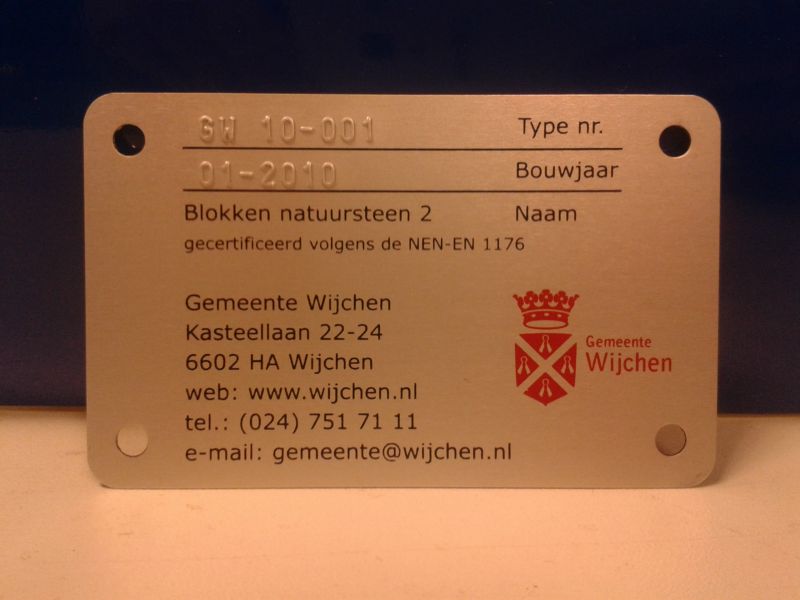 GW 10-001 Type nr.
01-2010 Bouwjaar
Blokken natuursteen 2 Naam
gecertificeerd volgens de NEN-EN 1176
Gemeente Wijchen
Kasteellaan 22-24
6602 HA Wijchen
web: www.wijchen.nl
tel.: (024) 751 71 11
e-mail: gemeente@wijchen.nl
Gemeente
Wijchen